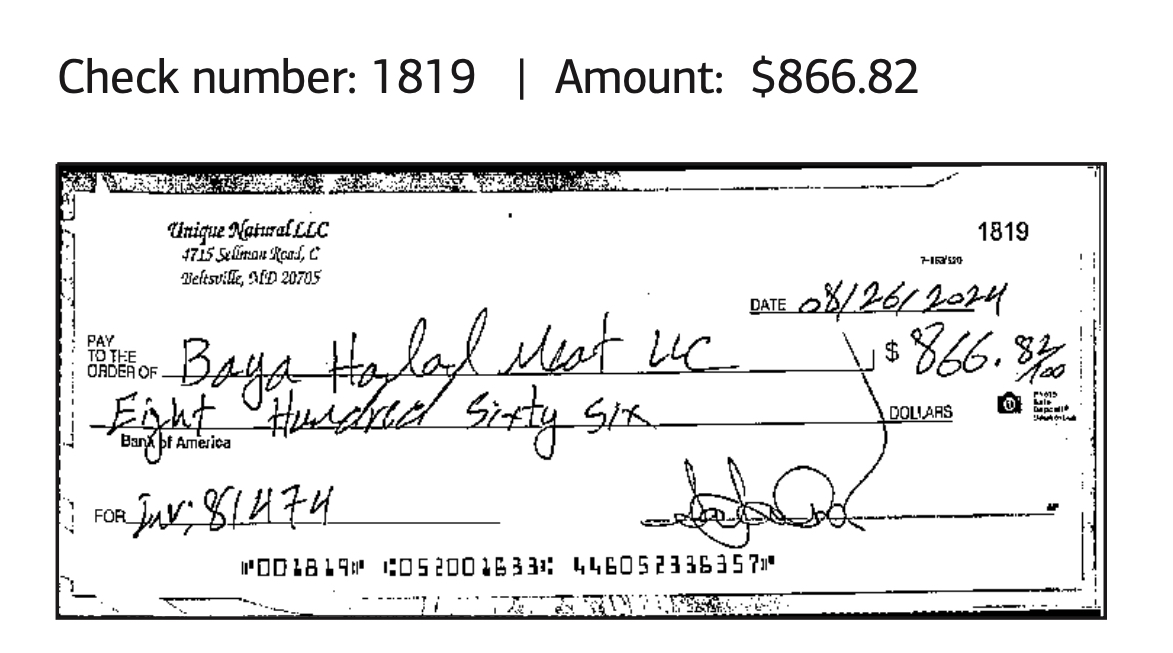 Check number: 1819 | Amount: $866.82
Unique Natural LLC
4715 Sellman Road, C
Beltsville, MD 20705
1819
7-163/520
DATE 08/26/2024
PAY TO THE ORDER OF Baya Halal Meat LLC $ 866. 82/100
Eight Hundred Sixty Six DOLLARS
Bank of America
FOR Inv: 81474
⑈001819⑈ ⑆052001633⑆ 446052336357⑈